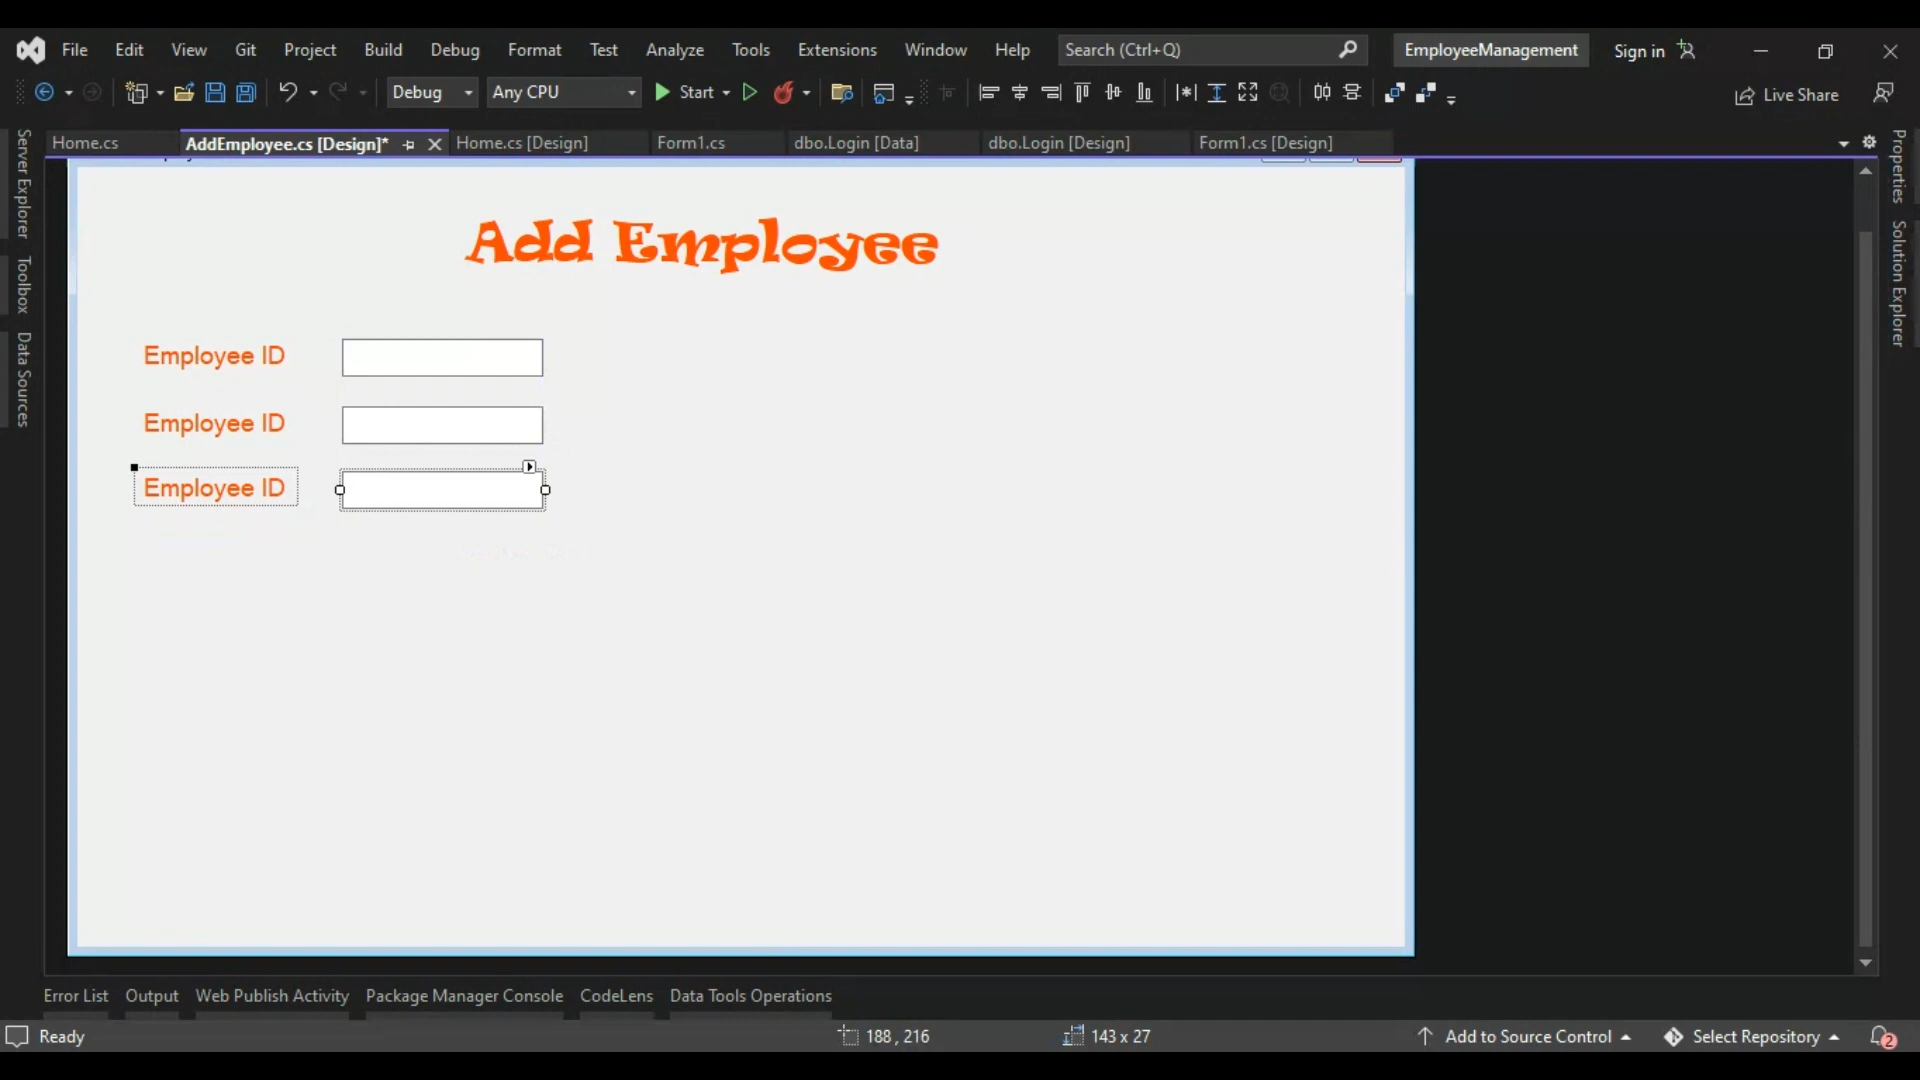 File Edit View Git Project Build Debug Format Test Analyze Tools Extensions Window Help Search (Ctrl+Q) EmployeeManagement Sign in
Debug Any CPU Start Live Share
Home.cs AddEmployee.cs [Design]* Home.cs [Design] Form1.cs dbo.Login [Data] dbo.Login [Design] Form1.cs [Design]
Server Explorer
Toolbox
Data Sources
Properties
Solution Explorer
Add Employee
Employee ID
Employee ID
Employee ID
Error List Output Web Publish Activity Package Manager Console CodeLens Data Tools Operations
Ready 188 , 216 143 x 27 Add to Source Control Select Repository 2